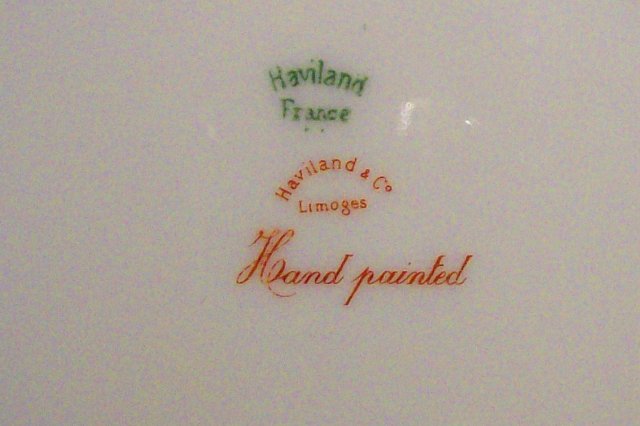 Haviland
France
Haviland & Co
Limoges
Hand painted